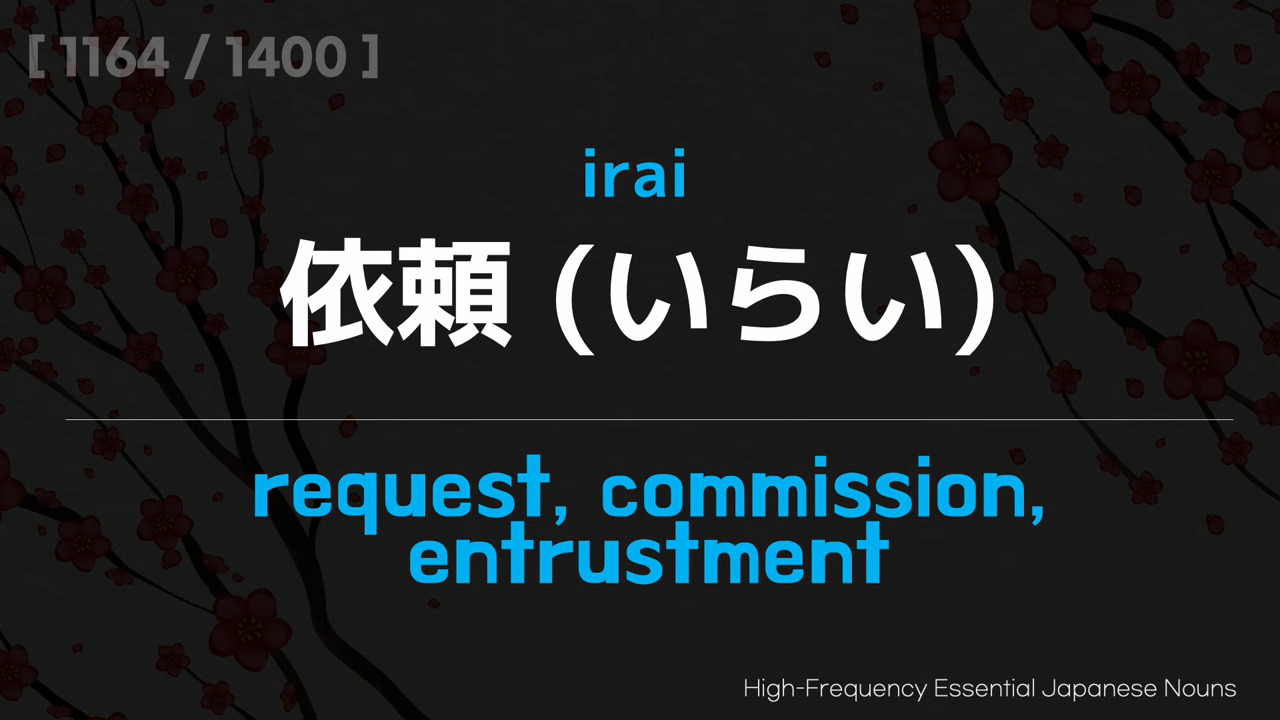 [ 1164 / 1400 ]
irai
依頼 (いらい)
request, commission,
entrustment
High-Frequency Essential Japanese Nouns